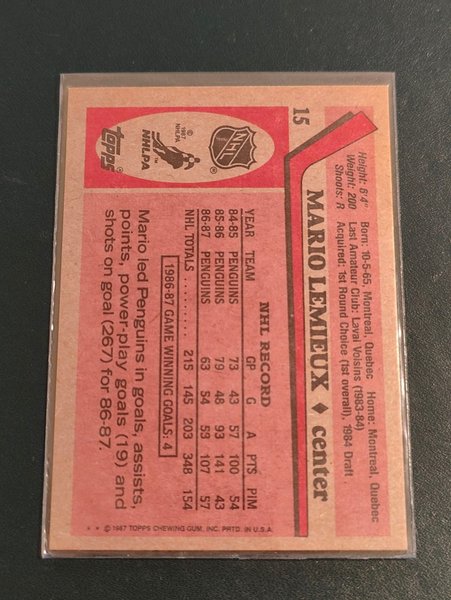 15
MARIO LEMIEUX ♦ center
Height: 6'4" Born: 10-5-65, Montreal, Quebec Home: Montreal, Quebec
Weight: 200 Last Amateur Club: Laval Voisins (1983-84)
Shoots: R Acquired: 1st Round Choice (1st overall), 1984 Draft
NHL
© 1987 NHLPA
NHLPA™
topps
NHL RECORD
YEAR TEAM GP G A PTS PIM
84-85 PENGUINS 73 43 57 100 54
85-86 PENGUINS 79 48 93 141 43
86-87 PENGUINS 63 54 53 107 57
NHL TOTALS 215 145 203 348 154
1986-87 GAME WINNING GOALS: 4
Mario led Penguins in goals, assists,
points, power-play goals (19) and
shots on goal (267) for 86-87.
** © 1987 TOPPS CHEWING GUM, INC. PRTD. IN U.S.A.